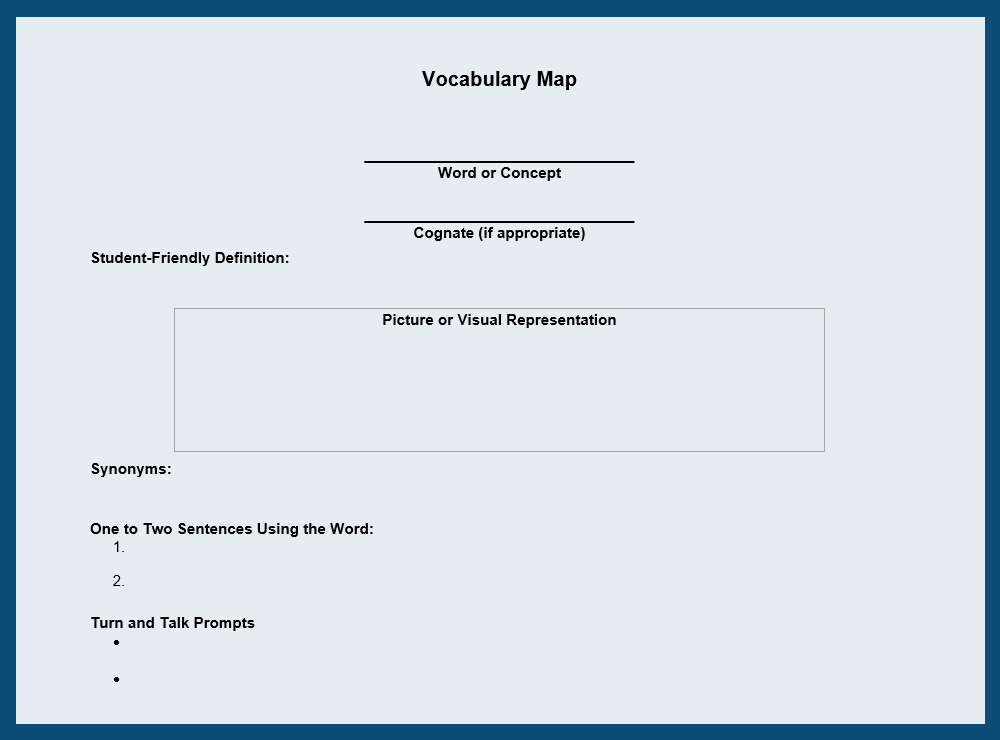 Vocabulary Map
Word or Concept
Cognate (if appropriate)
Student-Friendly Definition:
Picture or Visual Representation
Synonyms:
One to Two Sentences Using the Word:
1.
2.
Turn and Talk Prompts
•
•